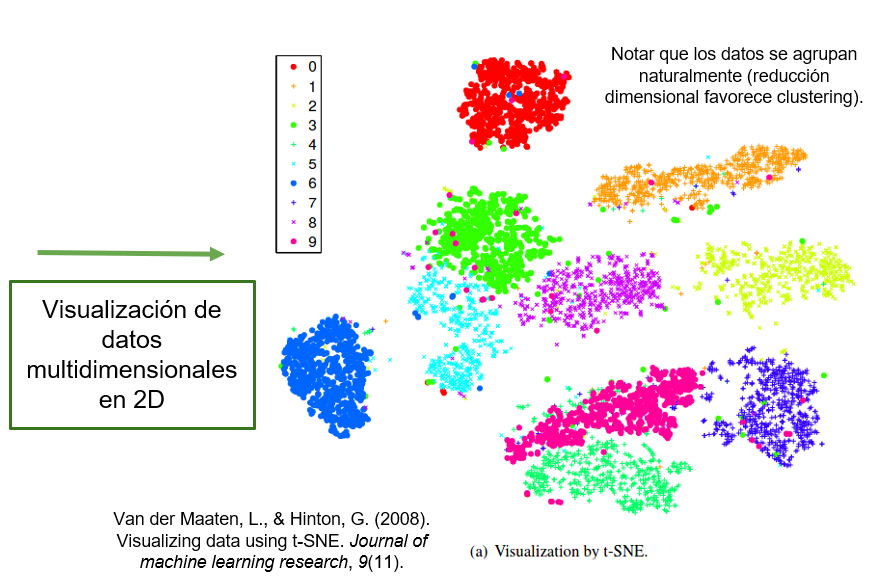 0
1
2
3
4
5
6
7
8
9
Notar que los datos se agrupan
naturalmente (reducción
dimensional favorece clustering).
Visualización de
datos
multidimensionales
en 2D
Van der Maaten, L., & Hinton, G. (2008).
Visualizing data using t-SNE. Journal of
machine learning research, 9(11).
(a) Visualization by t-SNE.